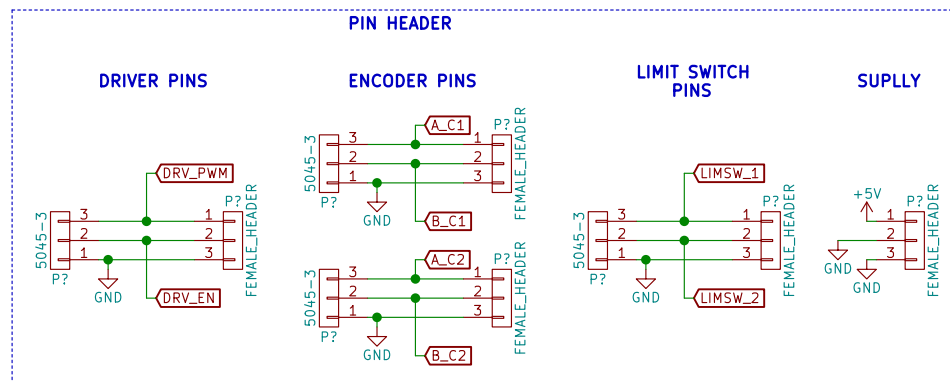 PIN HEADER
DRIVER PINS
ENCODER PINS
LIMIT SWITCH
PINS
SUPLLY
DRV_PWM
5045-3
P?
3
2
1
1
2
3
P?
FEMALE_HEADER
GND
DRV_EN
A_C1
5045-3
P?
3
2
1
1
2
3
P?
FEMALE_HEADER
GND
B_C1
A_C2
5045-3
P?
3
2
1
1
2
3
P?
FEMALE_HEADER
GND
B_C2
LIMSW_1
5045-3
P?
3
2
1
1
2
3
P?
FEMALE_HEADER
GND
LIMSW_2
+5V
1
2
3
P?
FEMALE_HEADER
GND
GND